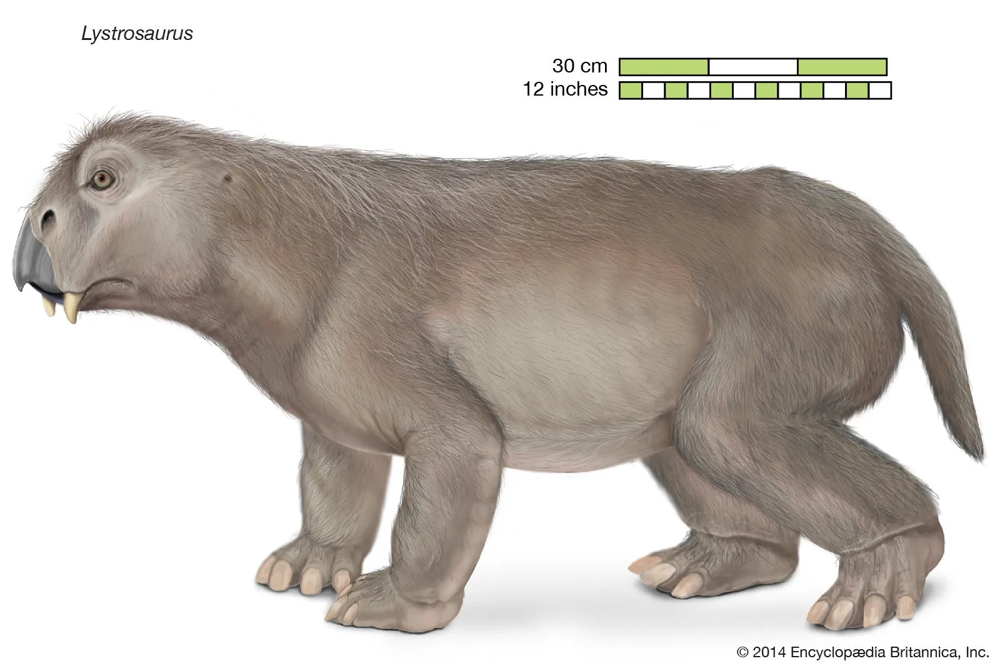 Lystrosaurus
30 cm
12 inches
© 2014 Encyclopædia Britannica, Inc.